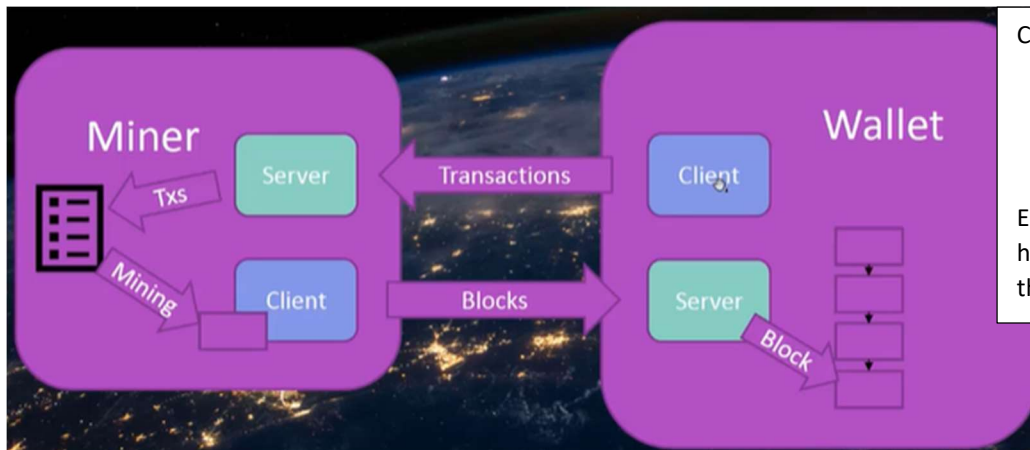 Miner
Server
Txs
Mining
Client
Transactions
Blocks
Wallet
Client
Server
Block